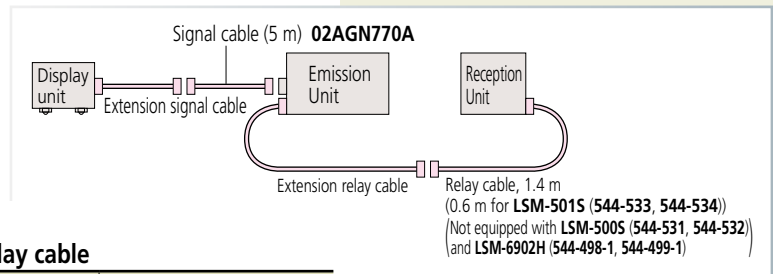 Signal cable (5 m) 02AGN770A
Display
unit
Extension signal cable
Emission
Unit
Reception
Unit
Extension relay cable
Relay cable, 1.4 m
(0.6 m for LSM-501S (544-533, 544-534))
(Not equipped with LSM-500S (544-531, 544-532)
and LSM-6902H (544-498-1, 544-499-1))
lay cable